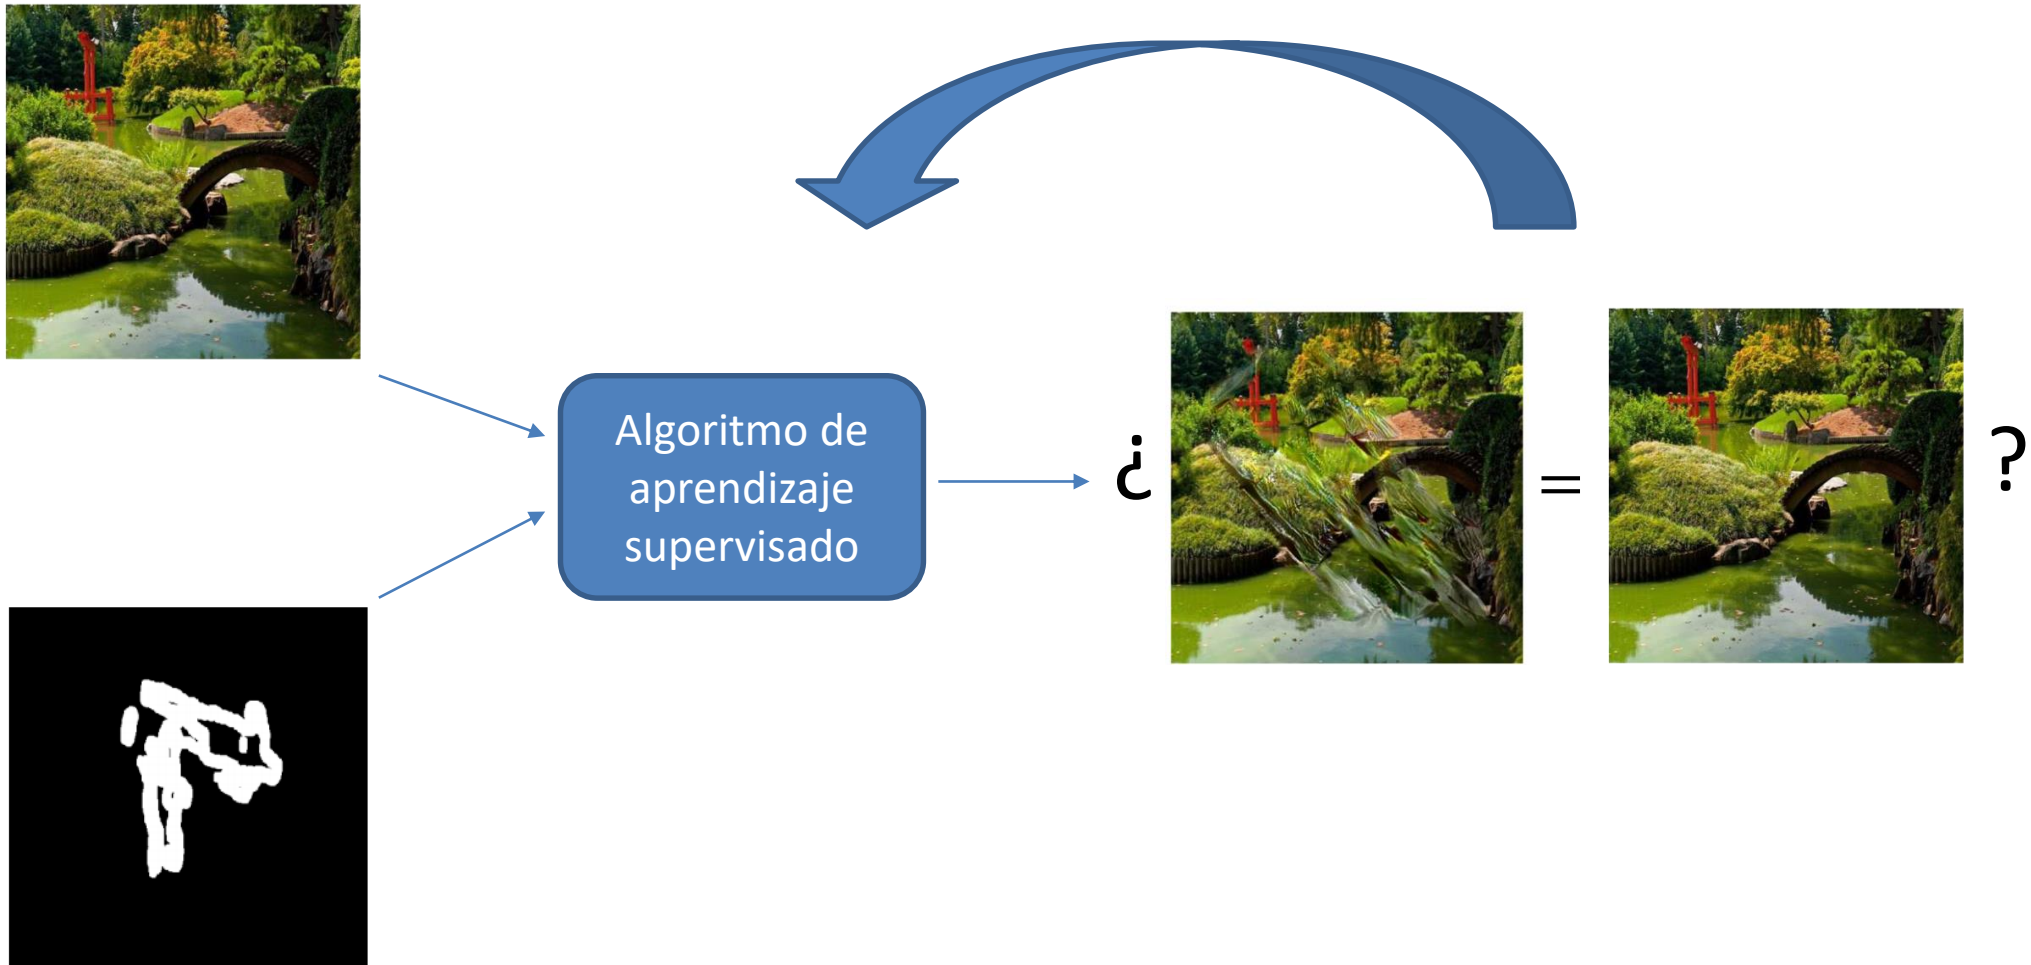 Algoritmo de
aprendizaje
supervisado
¿ = ?